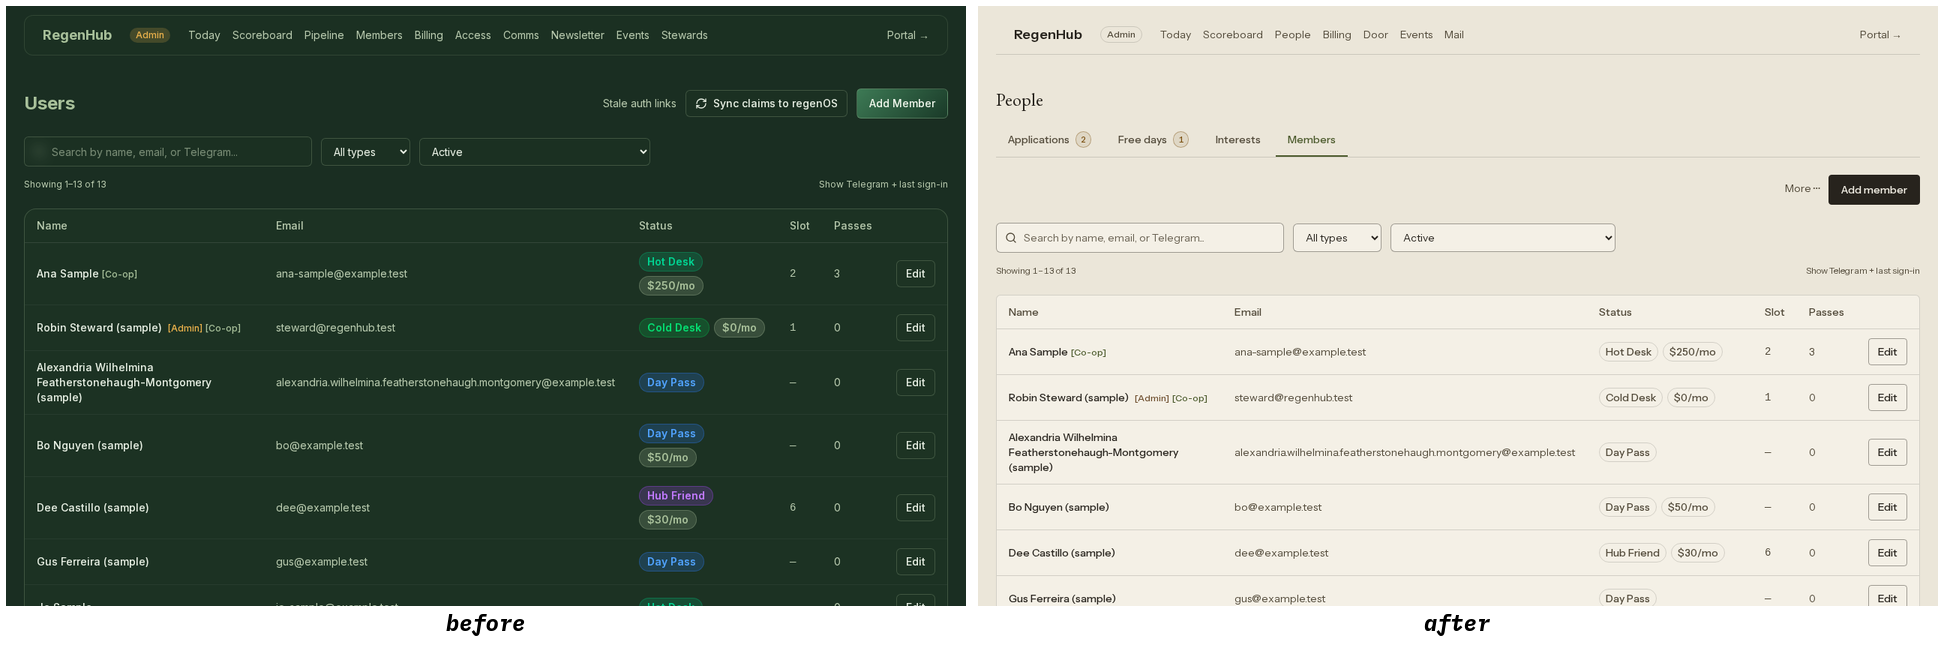 RegenHub Admin Today Scoreboard Pipeline Members Billing Access Comms Newsletter Events Stewards Portal →
Users
Stale auth links Sync claims to regenOS Add Member
Search by name, email, or Telegram... All types Active
Showing 1–13 of 13 Show Telegram + last sign-in
Name Email Status Slot Passes
Ana Sample [Co-op] ana-sample@example.test Hot Desk $250/mo 2 3 Edit
Robin Steward (sample) [Admin] [Co-op] steward@regenhub.test Cold Desk $0/mo 1 0 Edit
Alexandria Wilhelmina
Featherstonehaugh-Montgomery
(sample) alexandria.wilhelmina.featherstonehaugh.montgomery@example.test Day Pass — 0 Edit
Bo Nguyen (sample) bo@example.test Day Pass $50/mo — 0 Edit
Dee Castillo (sample) dee@example.test Hub Friend $30/mo 6 0 Edit
Gus Ferreira (sample) gus@example.test Day Pass — 0 Edit
before
RegenHub Admin Today Scoreboard People Billing Door Events Mail Portal →
People
Applications 2 Free days 1 Interests Members
More ··· Add member
Search by name, email, or Telegram... All types Active
Showing 1–13 of 13 Show Telegram + last sign-in
Name Email Status Slot Passes
Ana Sample [Co-op] ana-sample@example.test Hot Desk $250/mo 2 3 Edit
Robin Steward (sample) [Admin] [Co-op] steward@regenhub.test Cold Desk $0/mo 1 0 Edit
Alexandria Wilhelmina
Featherstonehaugh-Montgomery
(sample) alexandria.wilhelmina.featherstonehaugh.montgomery@example.test Day Pass — 0 Edit
Bo Nguyen (sample) bo@example.test Day Pass $50/mo — 0 Edit
Dee Castillo (sample) dee@example.test Hub Friend $30/mo 6 0 Edit
Gus Ferreira (sample) gus@example.test Day Pass — 0 Edit
after